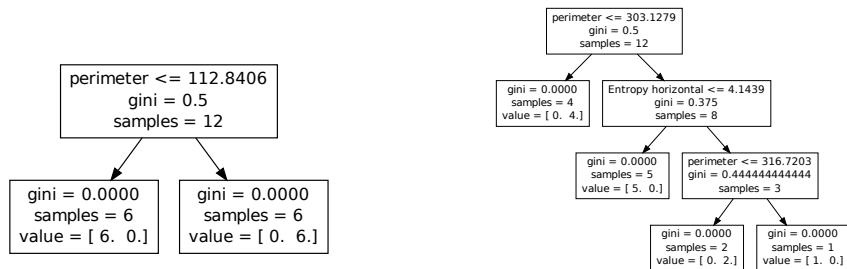 perimeter <= 112.8406
gini = 0.5
samples = 12
gini = 0.0000
samples = 6
value = [ 6.  0.]
gini = 0.0000
samples = 6
value = [ 0.  6.]
perimeter <= 303.1279
gini = 0.5
samples = 12
gini = 0.0000
samples = 4
value = [ 0.  4.]
Entropy horizontal <= 4.1439
gini = 0.375
samples = 8
gini = 0.0000
samples = 5
value = [ 5.  0.]
perimeter <= 316.7203
gini = 0.444444444444
samples = 3
gini = 0.0000
samples = 2
value = [ 0.  2.]
gini = 0.0000
samples = 1
value = [ 1.  0.]